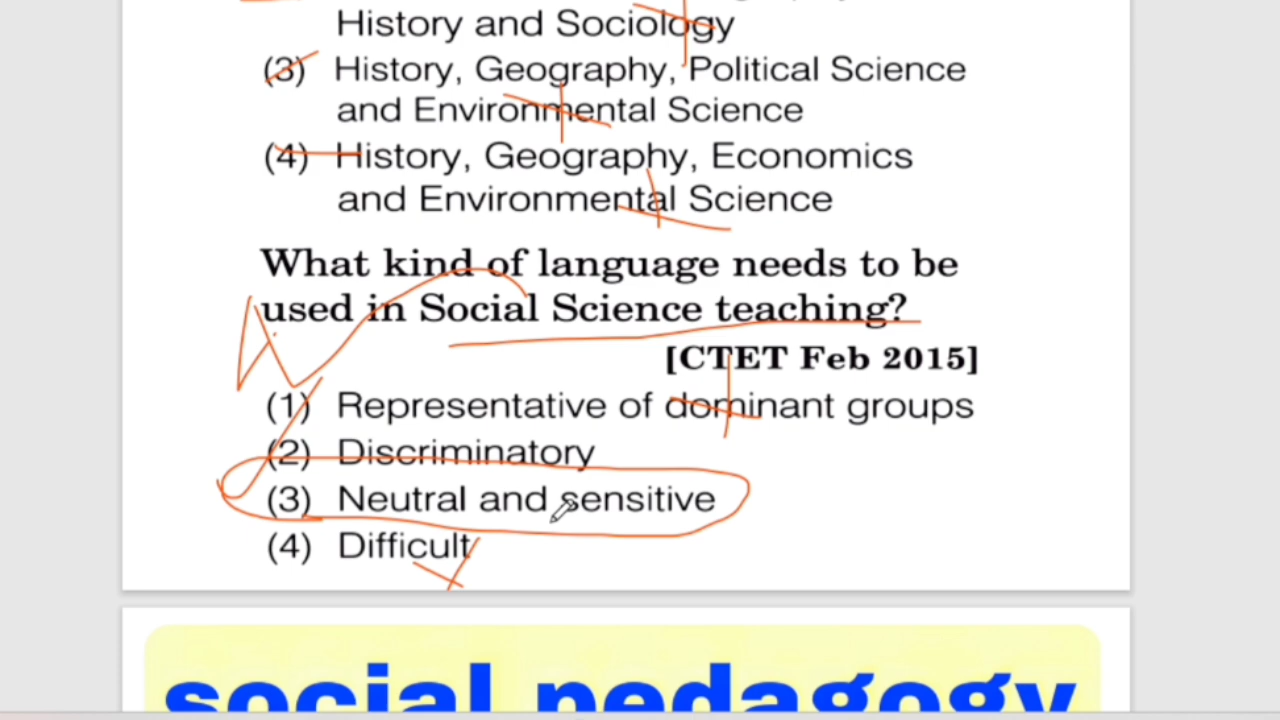 History and Sociology
(3) History, Geography, Political Science
and Environmental Science
(4) History, Geography, Economics
and Environmental Science
What kind of language needs to be
used in Social Science teaching?
[CTET Feb 2015]
(1) Representative of dominant groups
(2) Discriminatory
(3) Neutral and sensitive
(4) Difficult
social pedagogy